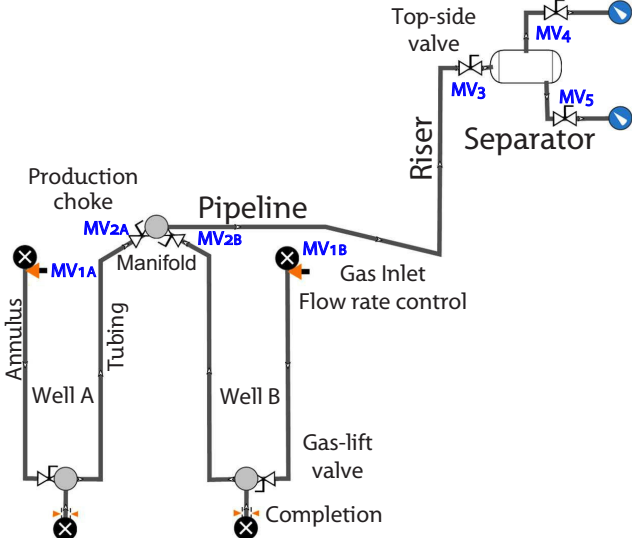 Top-side
valve
MV4
MV3
MV5
Separator
Riser
Production
choke
MV2A
Pipeline
MV2B
Manifold
MV1A
MV1B
Gas Inlet
Flow rate control
Annulus
Tubing
Well A
Well B
Gas-lift
valve
Completion